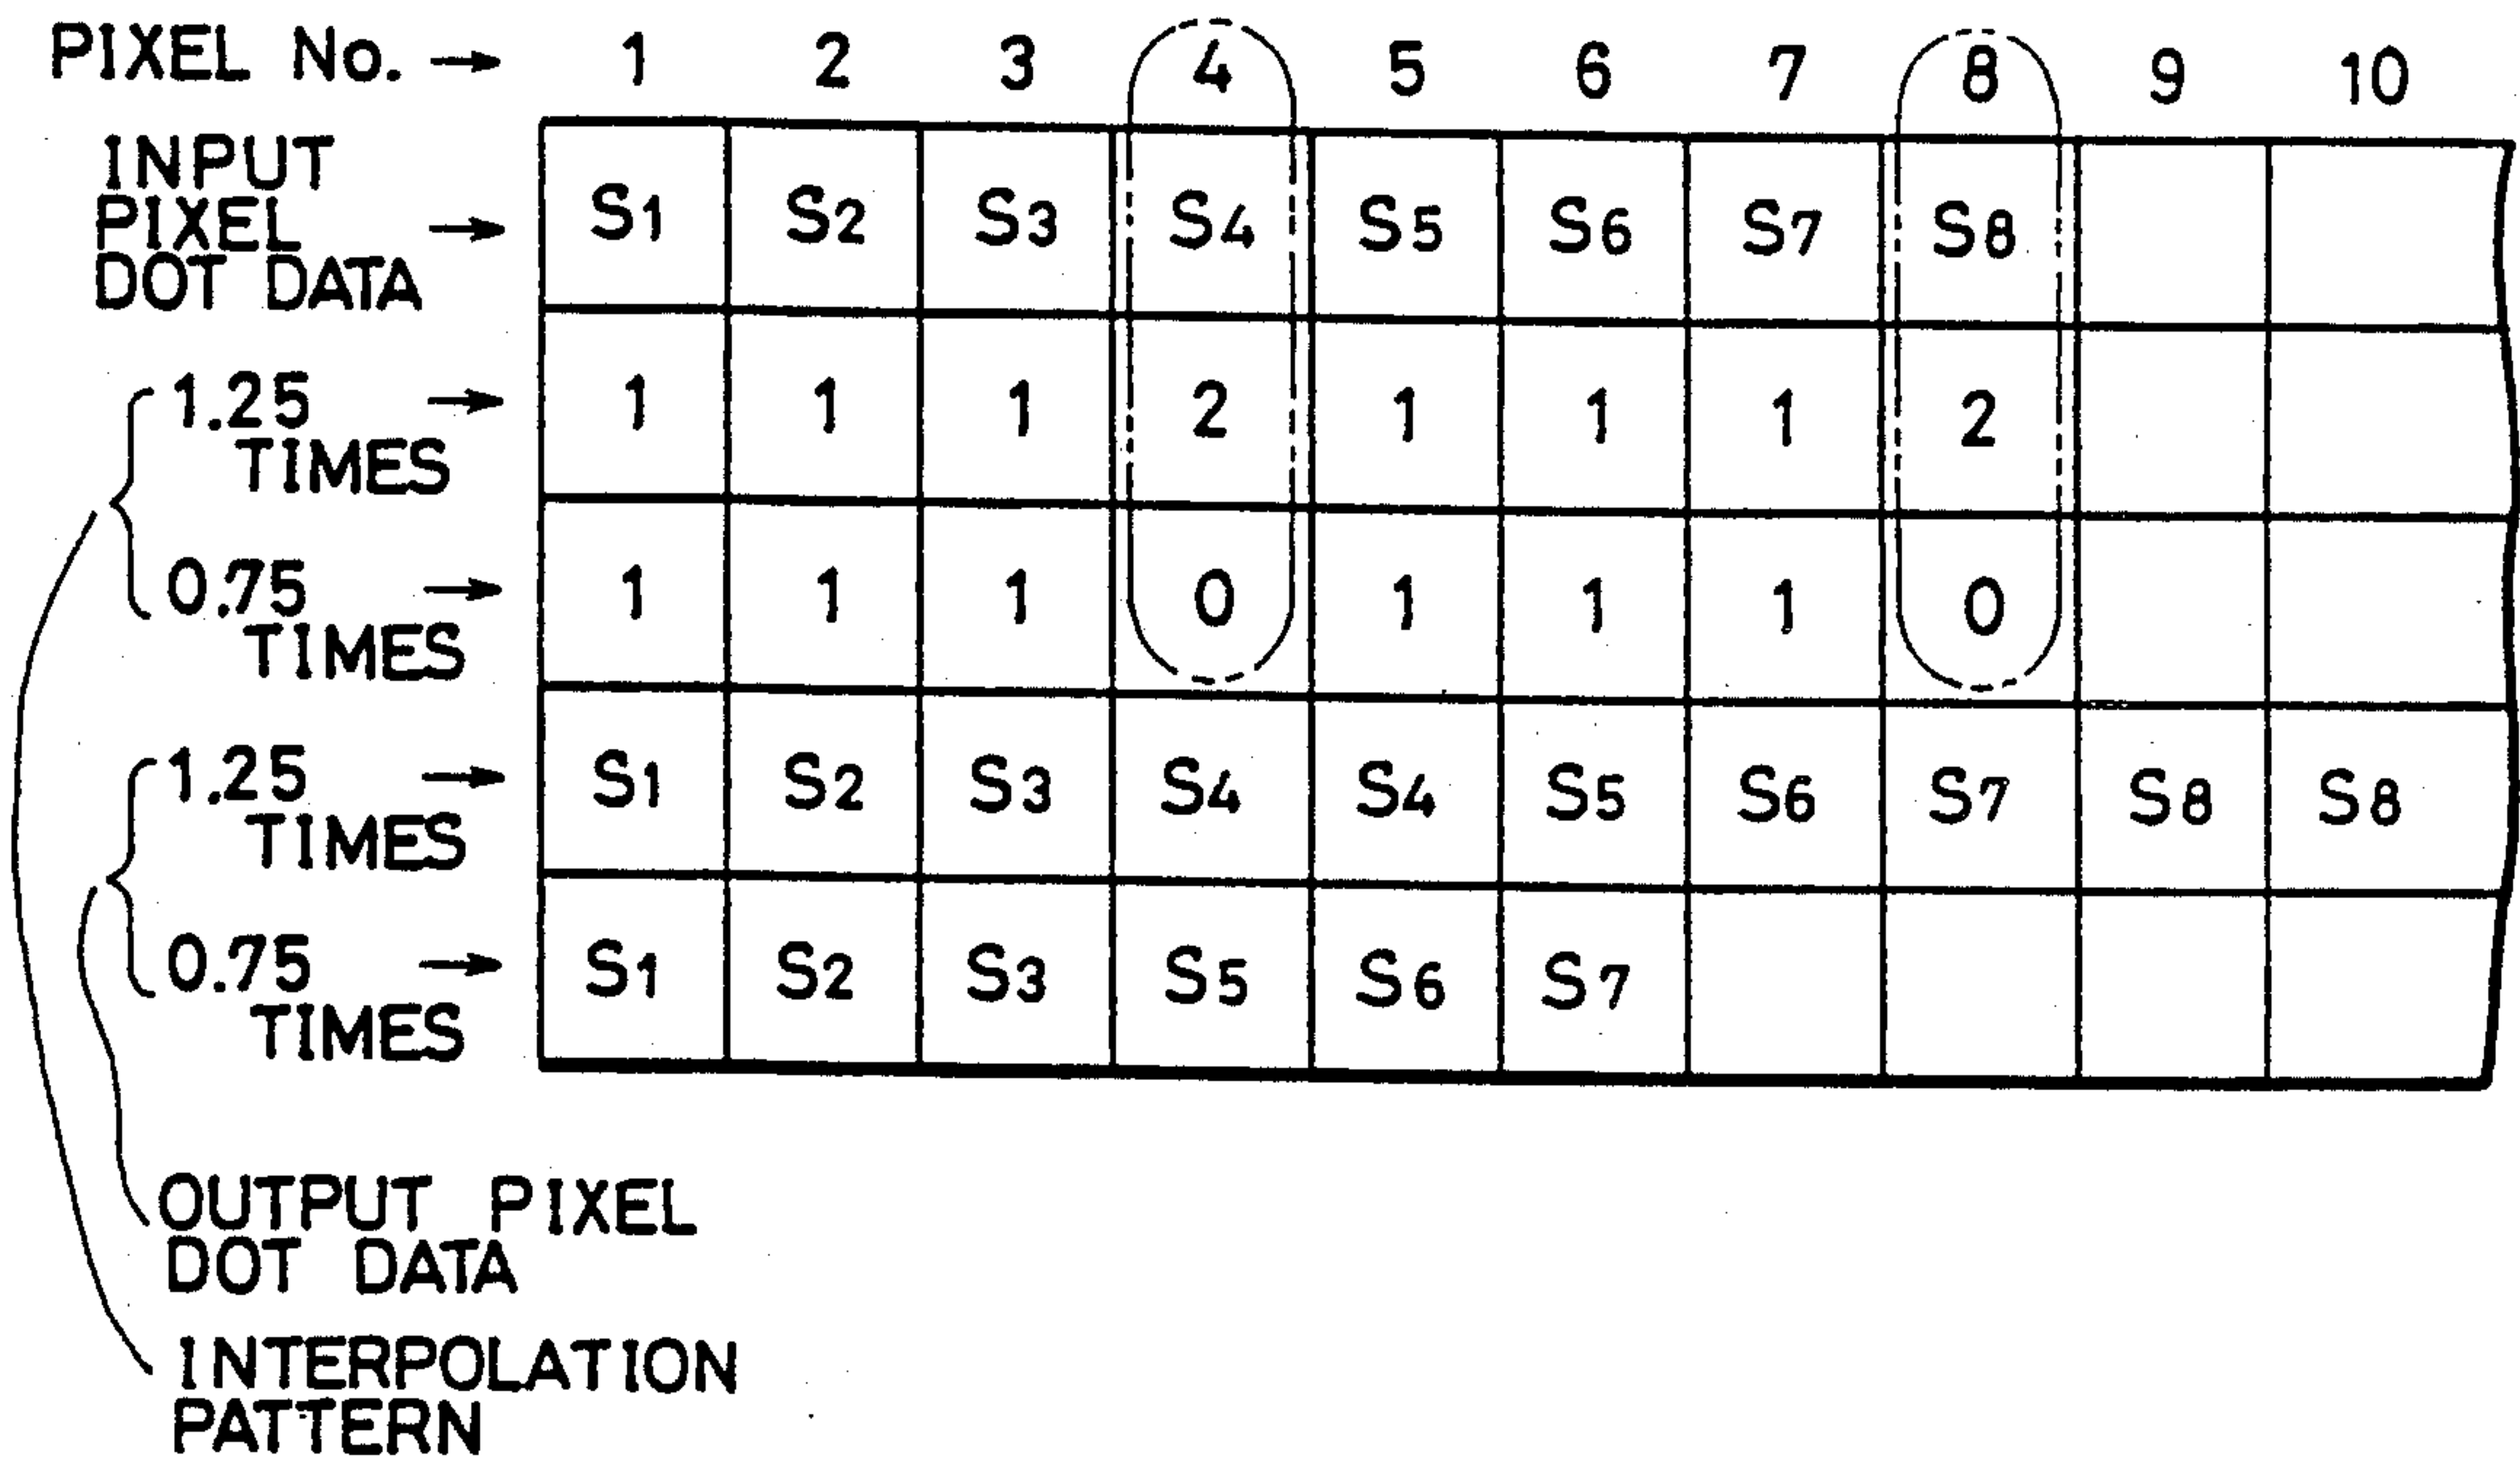 PIXEL No. → 1 2 3 4 5 6 7 8 9 10
INPUT
PIXEL → S1 S2 S3 S4 S5 S6 S7 S8
DOT DATA
1.25 → 1 1 1 2 1 1 1 2
TIMES
0.75 → 1 1 1 0 1 1 1 0
TIMES
1.25 → S1 S2 S3 S4 S4 S5 S6 S7 S8 S8
TIMES
0.75 → S1 S2 S3 S5 S6 S7
TIMES
OUTPUT PIXEL
DOT DATA
INTERPOLATION
PATTERN